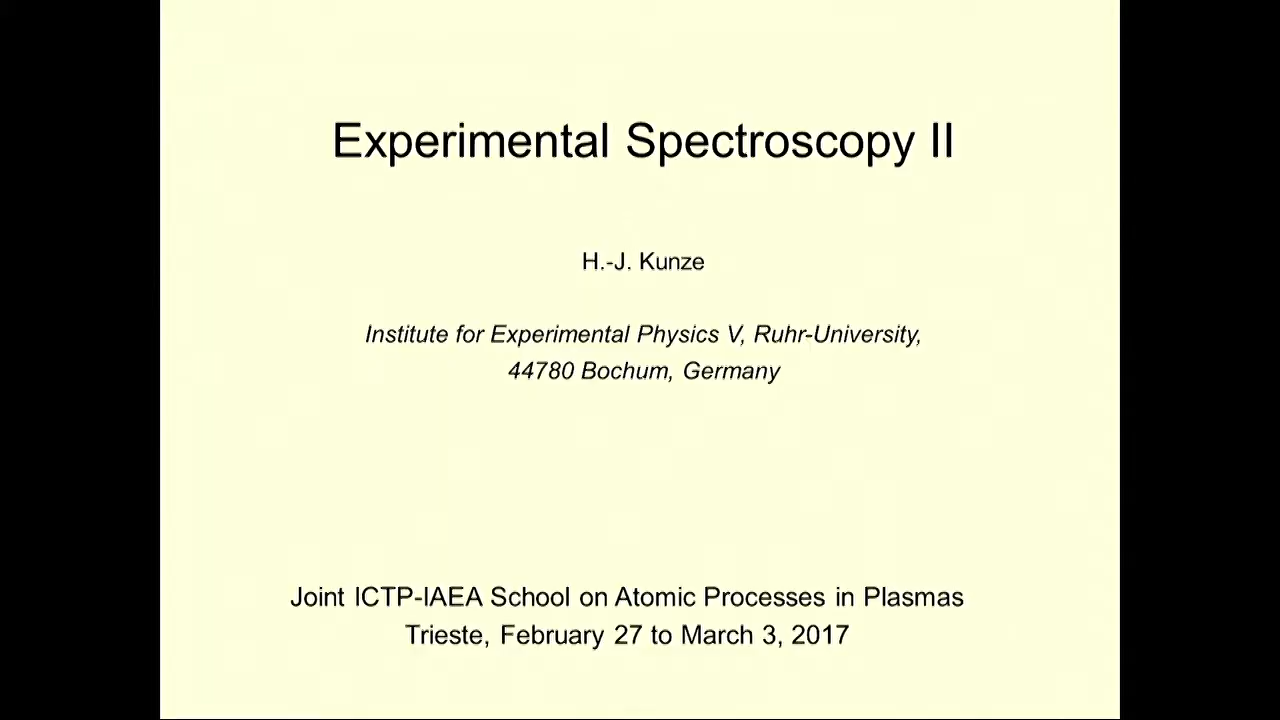 Experimental Spectroscopy II
H.-J. Kunze
Institute for Experimental Physics V, Ruhr-University,
44780 Bochum, Germany
Joint ICTP-IAEA School on Atomic Processes in Plasmas
Trieste, February 27 to March 3, 2017